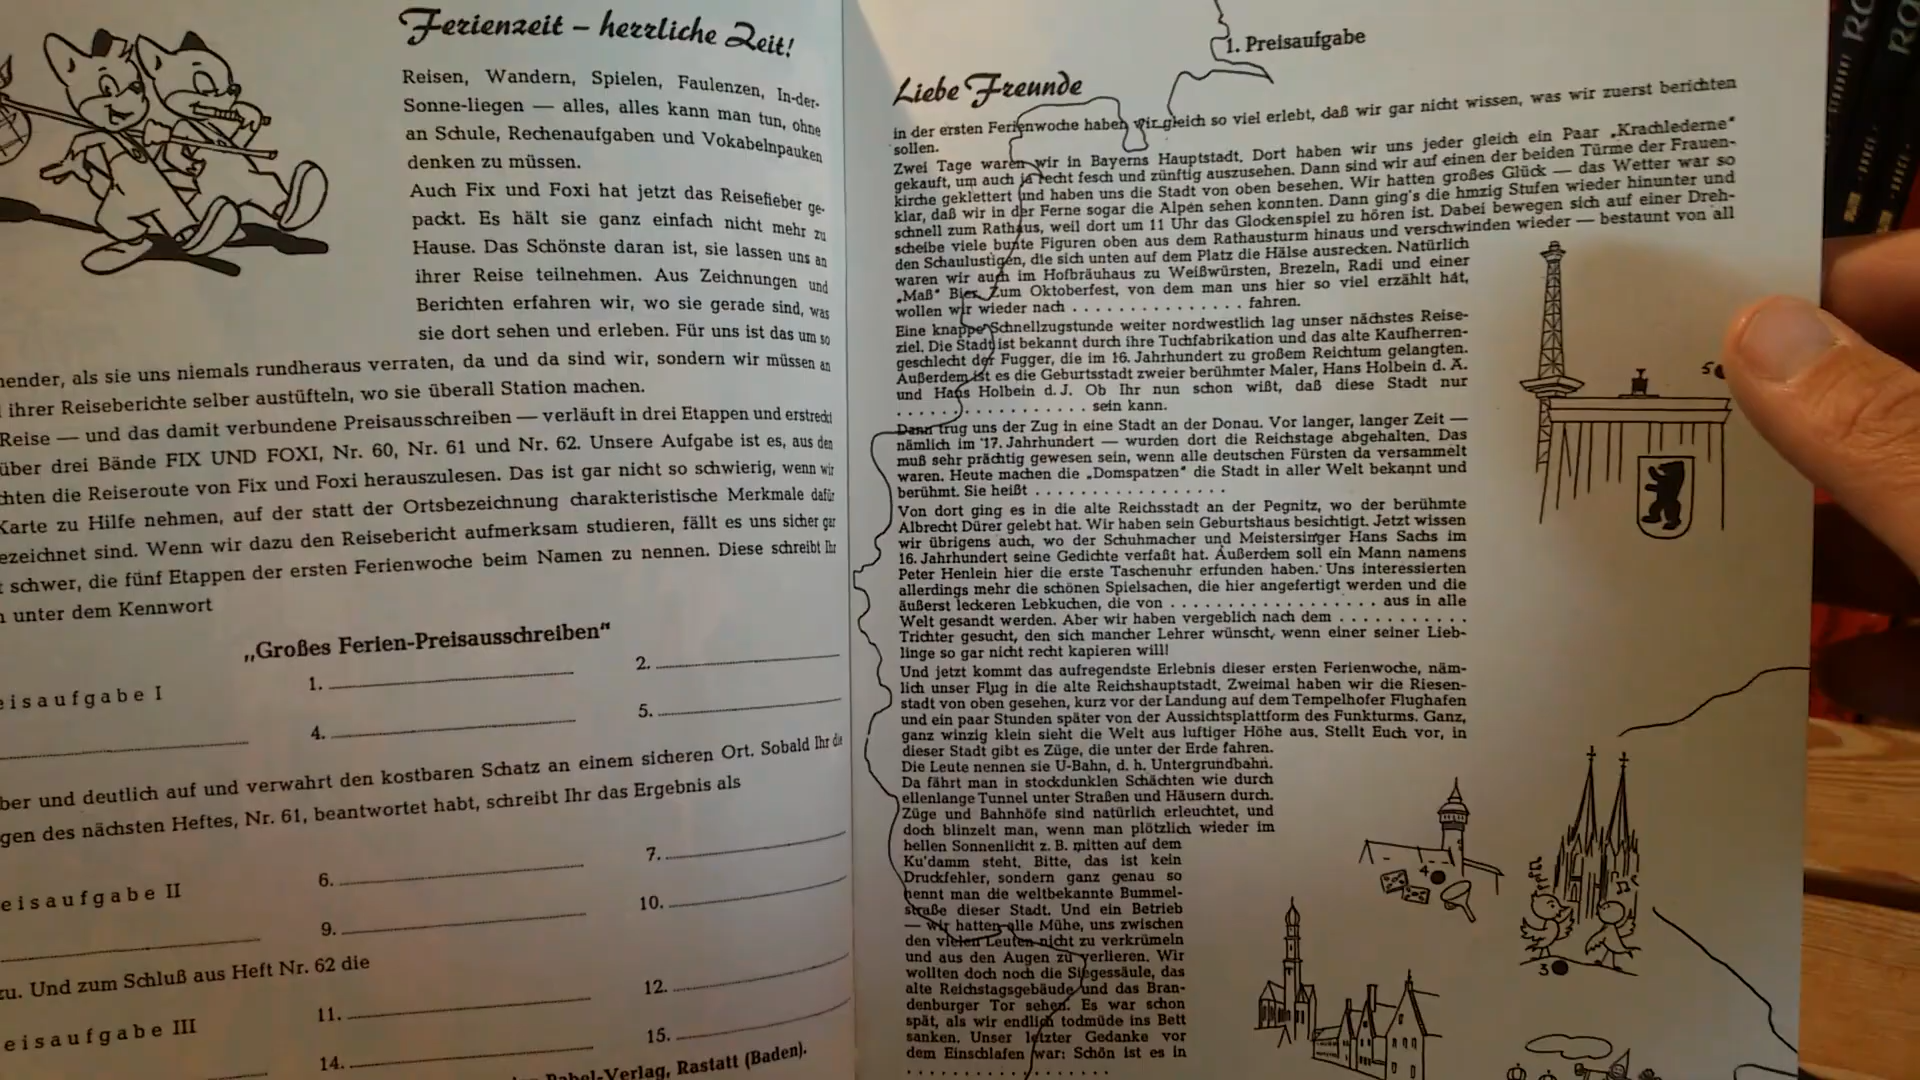 Ferienzeit – herrliche Zeit!
Reisen, Wandern, Spielen, Faulenzen, In-der-
Sonne-liegen — alles, alles kann man tun, ohne
an Schule, Rechenaufgaben und Vokabelnpauken
denken zu müssen.
Auch Fix und Foxi hat jetzt das Reisefieber ge-
packt. Es hält sie ganz einfach nicht mehr zu
Hause. Das Schönste daran ist, sie lassen uns an
ihrer Reise teilnehmen. Aus Zeichnungen und
Berichten erfahren wir, wo sie gerade sind, was
sie dort sehen und erleben. Für uns ist das um so
ender, als sie uns niemals rundheraus verraten, da und da sind wir, sondern wir müssen an
ihrer Reiseberichte selber austüfteln, wo sie überall Station machen.
Reise — und das damit verbundene Preisausschreiben — verläuft in drei Etappen und erstreckt
über drei Bände FIX UND FOXI, Nr. 60, Nr. 61 und Nr. 62. Unsere Aufgabe ist es, aus den
chten die Reiseroute von Fix und Foxi herauszulesen. Das ist gar nicht so schwierig, wenn wir
Karte zu Hilfe nehmen, auf der statt der Ortsbezeichnung charakteristische Merkmale dafür
ezeichnet sind. Wenn wir dazu den Reisebericht aufmerksam studieren, fällt es uns sicher gar
schwer, die fünf Etappen der ersten Ferienwoche beim Namen zu nennen. Diese schreibt Ihr
unter dem Kennwort
„Großes Ferien-Preisausschreiben“
eisaufgabe I
1.
2.
4.
5.
ber und deutlich auf und verwahrt den kostbaren Schatz an einem sicheren Ort. Sobald Ihr die
gen des nächsten Heftes, Nr. 61, beantwortet habt, schreibt Ihr das Ergebnis als
eisaufgabe II
6.
7.
9.
10.
zu. Und zum Schluß aus Heft Nr. 62 die
eisaufgabe III
11.
12.
14.
15.
Pabel-Verlag, Rastatt (Baden).
1. Preisaufgabe
Liebe Freunde
in der ersten Ferienwoche haben wir gleich so viel erlebt, daß wir gar nicht wissen, was wir zuerst berichten
sollen.
Zwei Tage waren wir in Bayerns Hauptstadt. Dort haben wir uns jeder gleich ein Paar „Krachlederne“
gekauft, um auch ja recht fesch und zünftig auszusehen. Dann sind wir auf einen der beiden Türme der Frauen-
kirche geklettert und haben uns die Stadt von oben besehen. Wir hatten großes Glück — das Wetter war so
klar, daß wir in der Ferne sogar die Alpen sehen konnten. Dann ging's die hmzig Stufen wieder hinunter und
schnell zum Rathaus, weil dort um 11 Uhr das Glockenspiel zu hören ist. Dabei bewegen sich auf einer Dreh-
scheibe viele bunte Figuren oben aus dem Rathausturm hinaus und verschwinden wieder — bestaunt von all
den Schaulustigen, die sich unten auf dem Platz die Hälse ausrecken. Natürlich
waren wir auch im Hofbräuhaus zu Weißwürsten, Brezeln, Radi und einer
„Maß“ Bier. Zum Oktoberfest, von dem man uns hier so viel erzählt hat,
wollen wir wieder nach . . . . . . . . . . . . . . . . . fahren.
Eine knappe Schnellzugstunde weiter nordwestlich lag unser nächstes Reise-
ziel. Die Stadt ist bekannt durch ihre Tuchfabrikation und das alte Kaufherren-
geschlecht der Fugger, die im 16. Jahrhundert zu großem Reichtum gelangten.
Außerdem ist es die Geburtsstadt zweier berühmter Maler, Hans Holbein d. Ä.
und Hans Holbein d. J. Ob Ihr nun schon wißt, daß diese Stadt nur
. . . . . . . . . . . . . . . . . . sein kann.
Dann trug uns der Zug in eine Stadt an der Donau. Vor langer, langer Zeit —
nämlich im 17. Jahrhundert — wurden dort die Reichstage abgehalten. Das
muß sehr prächtig gewesen sein, wenn alle deutschen Fürsten da versammelt
waren. Heute machen die „Domspatzen“ die Stadt in aller Welt bekannt und
berühmt. Sie heißt . . . . . . . . . . . . . . . . . .
Von dort ging es in die alte Reichsstadt an der Pegnitz, wo der berühmte
Albrecht Dürer gelebt hat. Wir haben sein Geburtshaus besichtigt. Jetzt wissen
wir übrigens auch, wo der Schuhmacher und Meistersinger Hans Sachs im
16. Jahrhundert seine Gedichte verfaßt hat. Außerdem soll ein Mann namens
Peter Henlein hier die erste Taschenuhr erfunden haben. Uns interessierten
allerdings mehr die schönen Spielsachen, die hier angefertigt werden und die
äußerst leckeren Lebkuchen, die von . . . . . . . . . . . . . . . . . . . aus in alle
Welt gesandt werden. Aber wir haben vergeblich nach dem . . . . . . . . . . . .
Trichter gesucht, den sich mancher Lehrer wünscht, wenn einer seiner Lieb-
linge so gar nicht recht kapieren will!
Und jetzt kommt das aufregendste Erlebnis dieser ersten Ferienwoche, näm-
lich unser Flug in die alte Reichshauptstadt. Zweimal haben wir die Riesen-
stadt von oben gesehen, kurz vor der Landung auf dem Tempelhofer Flughafen
und ein paar Stunden später von der Aussichtsplattform des Funkturms. Ganz,
ganz winzig klein sieht die Welt aus luftiger Höhe aus. Stellt Euch vor, in
dieser Stadt gibt es Züge, die unter der Erde fahren.
Die Leute nennen sie U-Bahn, d. h. Untergrundbahn.
Da fährt man in stockdunklen Schächten wie durch
ellenlange Tunnel unter Straßen und Häusern durch.
Züge und Bahnhöfe sind natürlich erleuchtet, und
doch blinzelt man, wenn man plötzlich wieder im
hellen Sonnenlicht z. B. mitten auf dem
Ku'damm steht. Bitte, das ist kein
Druckfehler, sondern ganz genau so
nennt man die weltbekannte Bummel-
straße dieser Stadt. Und ein Betrieb
— wir hatten alle Mühe, uns zwischen
den vielen Leuten nicht zu verkrümeln
und aus den Augen zu verlieren. Wir
wollten doch noch die Siegessäule, das
alte Reichstagsgebäude und das Bran-
denburger Tor sehen. Es war schon
spät, als wir endlich todmüde ins Bett
sanken. Unser letzter Gedanke vor
dem Einschlafen war: Schön ist es in
. . . . . . . . . . . . . . . . . . .
5
4
3